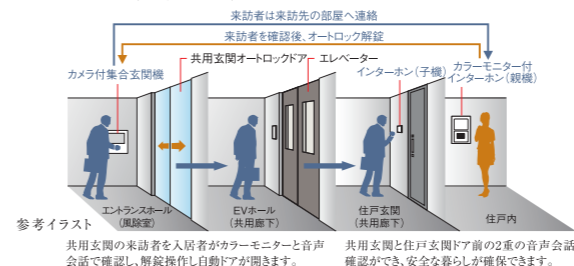 来訪者は来訪先の部屋へ連絡
来訪者を確認後、オートロック解錠
共用玄関オートロックドア
エレベーター
カメラ付集合玄関機
インターホン（子機）
カラーモニター付
インターホン（親機）
エントランスホール
（風除室）
EVホール
（共用廊下）
住戸玄関
（共用廊下）
住戸内
参考イラスト
共用玄関の来訪者を入居者がカラーモニターと音声
会話で確認し、解錠操作し自動ドアが開きます。
共用玄関と住戸玄関ドア前の2重の音声会話
確認ができ、安全な暮らしが確保できます。